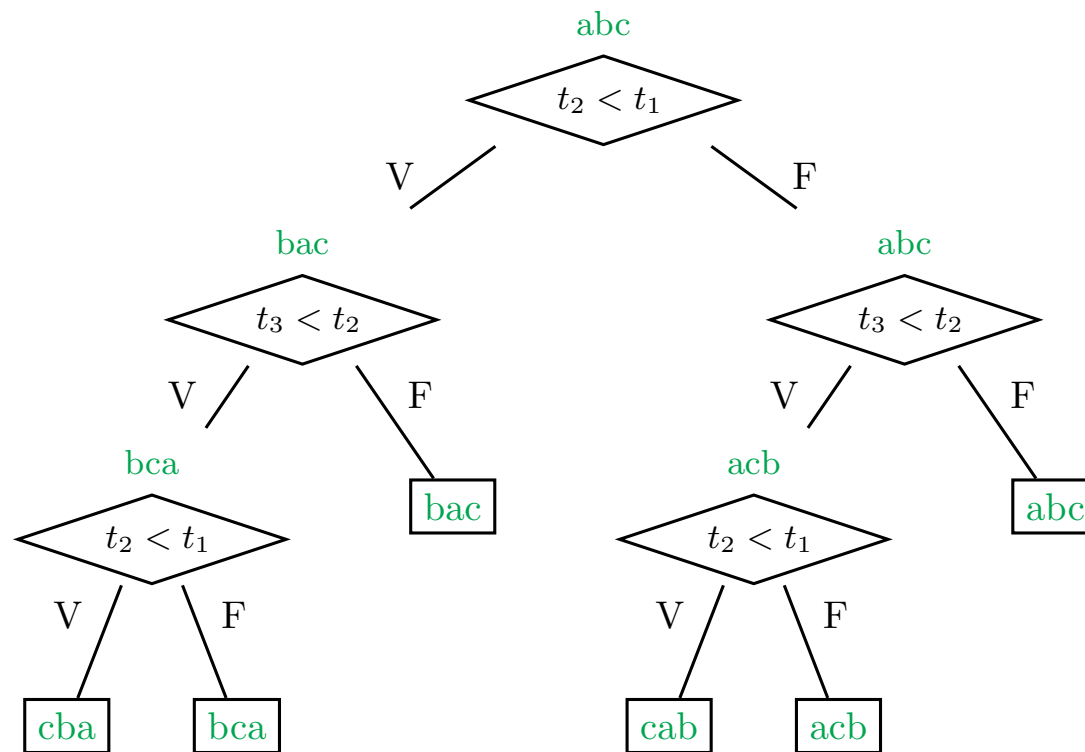 abc
t₂ < t₁
V F
bac abc
t₃ < t₂ t₃ < t₂
V F V F
bca bac acb abc
t₂ < t₁ t₂ < t₁
V F V F
cba bca cab acb